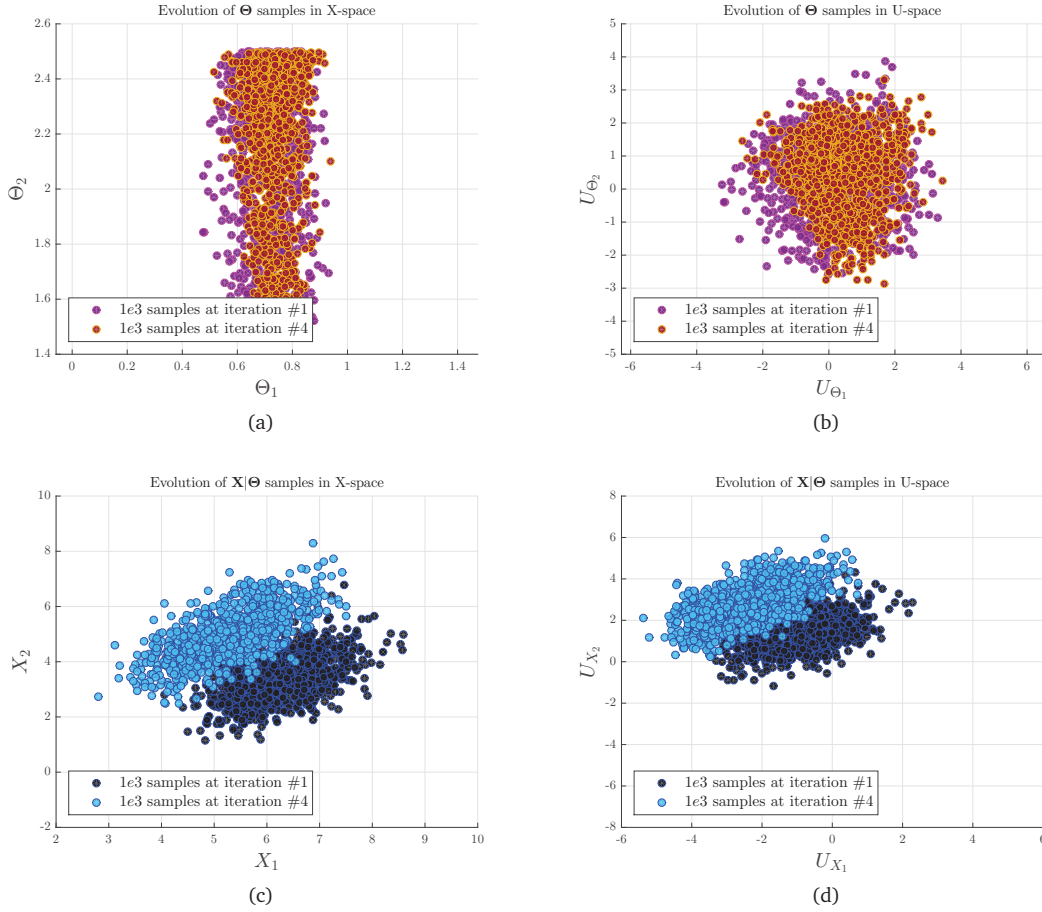 Evolution of Θ samples in X-space
2.6
2.4
2.2
2
1.8
1.6
1.4
Θ2
1e3 samples at iteration #1
1e3 samples at iteration #4
0 0.2 0.4 0.6 0.8 1 1.2 1.4
Θ1
(a)
Evolution of Θ samples in U-space
5
4
3
2
1
0
-1
-2
-3
-4
-5
UΘ2
1e3 samples at iteration #1
1e3 samples at iteration #4
-6 -4 -2 0 2 4 6
UΘ1
(b)
Evolution of X|Θ samples in X-space
10
8
6
4
2
0
-2
X2
1e3 samples at iteration #1
1e3 samples at iteration #4
2 3 4 5 6 7 8 9 10
X1
(c)
Evolution of X|Θ samples in U-space
8
6
4
2
0
-2
-4
-6
-8
UX2
1e3 samples at iteration #1
1e3 samples at iteration #4
-6 -4 -2 0 2 4 6
UX1
(d)